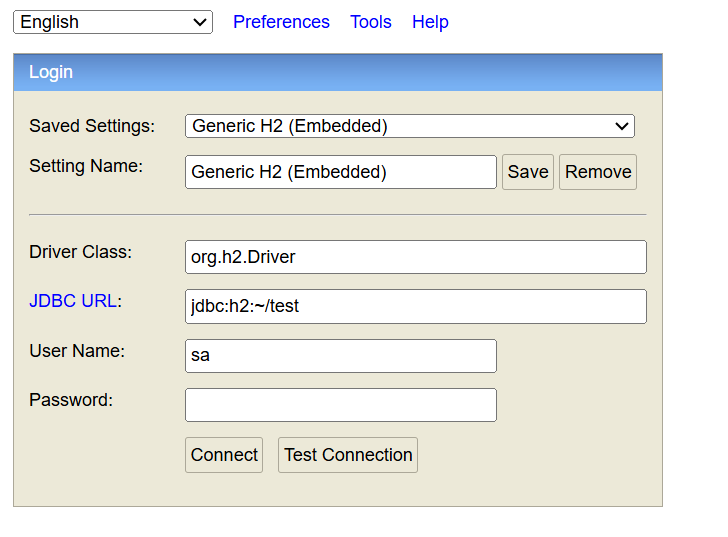 English Preferences Tools Help
Login
Saved Settings: Generic H2 (Embedded)
Setting Name: Generic H2 (Embedded) Save Remove
Driver Class: org.h2.Driver
JDBC URL: jdbc:h2:~/test
User Name: sa
Password:
Connect Test Connection